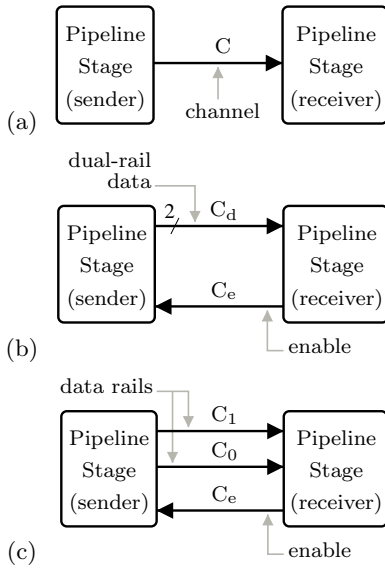 Pipeline Stage (sender)
C
Pipeline Stage (receiver)
channel
(a)
dual-rail data
2
C_d
Pipeline Stage (sender)
Pipeline Stage (receiver)
C_e
enable
(b)
data rails
C_1
C_0
Pipeline Stage (sender)
Pipeline Stage (receiver)
C_e
enable
(c)